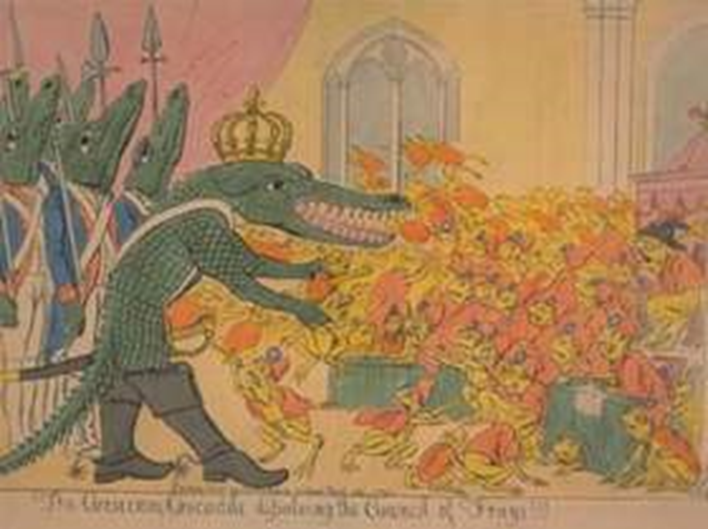 The Corsican Crocodile dissolving the Council of Frogs!!!